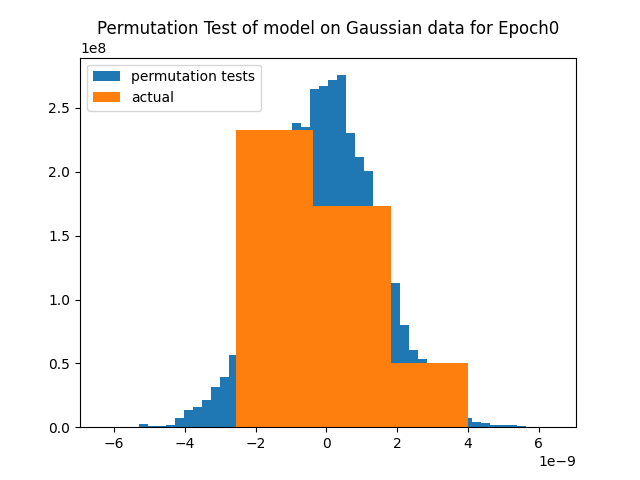 Permutation Test of model on Gaussian data for Epoch0
1e8
permutation tests
actual
2.5
2.0
1.5
1.0
0.5
0.0
−6 −4 −2 0 2 4 6
1e−9